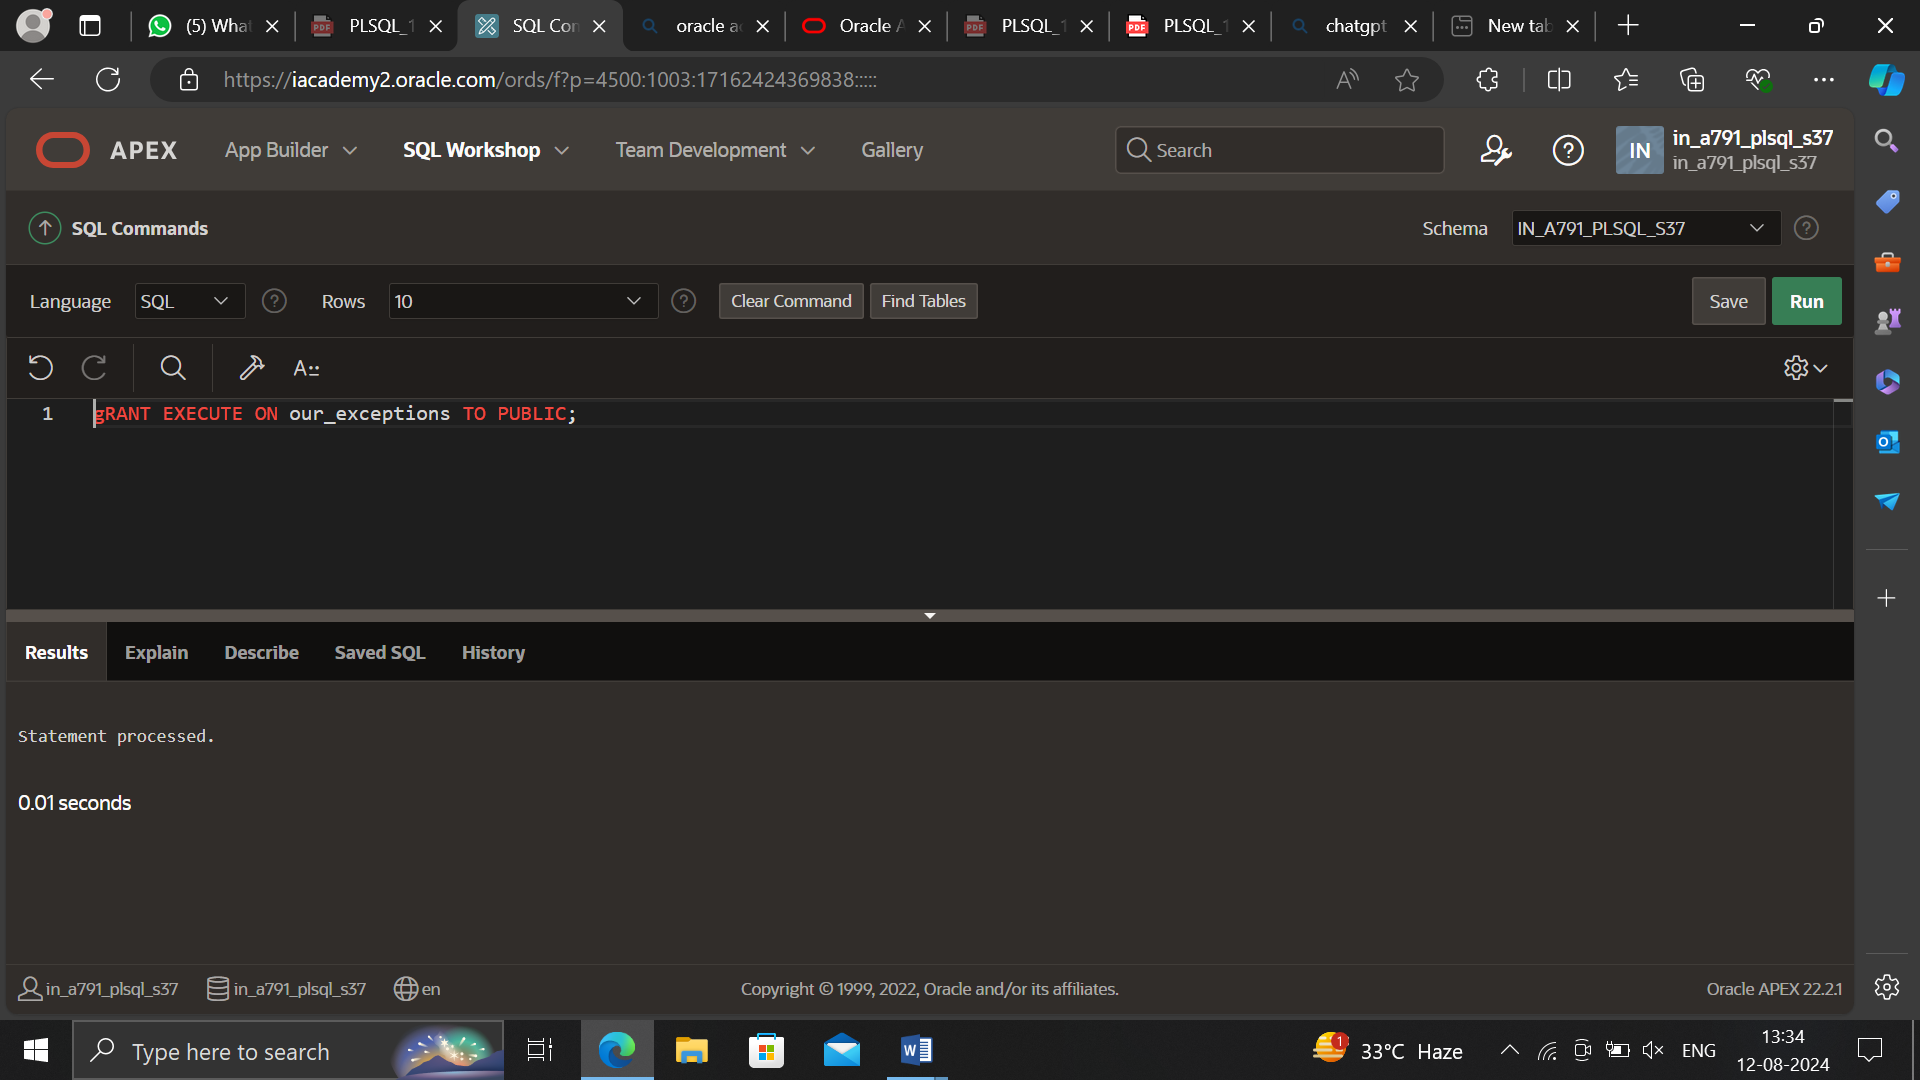 (5) What
PLSQL_1
SQL Con
oracle ac
Oracle A
PLSQL_1
PLSQL_1
chatgpt
New tab
https://iacademy2.oracle.com/ords/f?p=4500:1003:17162424369838:::::
APEX
App Builder
SQL Workshop
Team Development
Gallery
Search
IN
in_a791_plsql_s37
in_a791_plsql_s37
SQL Commands
Schema
IN_A791_PLSQL_S37
Language
SQL
Rows
10
Clear Command
Find Tables
Save
Run
1 gRANT EXECUTE ON our_exceptions TO PUBLIC;
Results
Explain
Describe
Saved SQL
History
Statement processed.
0.01 seconds
in_a791_plsql_s37
in_a791_plsql_s37
en
Copyright © 1999, 2022, Oracle and/or its affiliates.
Oracle APEX 22.2.1
Type here to search
1
33°C Haze
ENG
13:34
12-08-2024